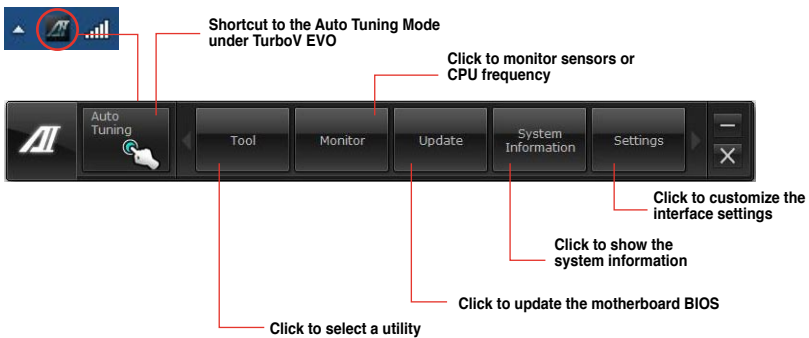 Shortcut to the Auto Tuning Mode
under TurboV EVO
Click to monitor sensors or
CPU frequency
Auto
Tuning
Tool
Monitor
Update
System
Information
Settings
Click to customize the
interface settings
Click to show the
system information
Click to update the motherboard BIOS
Click to select a utility